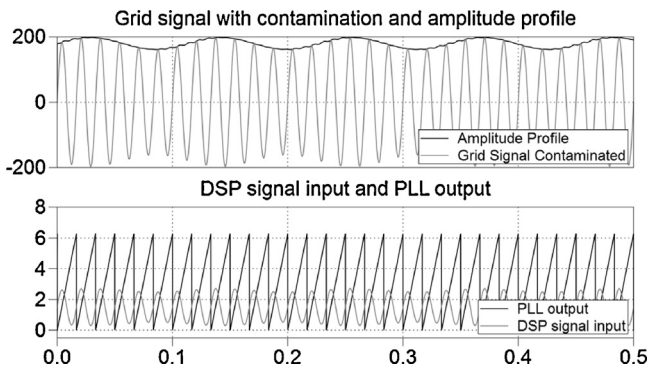 Grid signal with contamination and amplitude profile
200
0
-200
Amplitude Profile
Grid Signal Contaminated
DSP signal input and PLL output
8
6
4
2
0
PLL output
DSP signal input
0.0 0.1 0.2 0.3 0.4 0.5